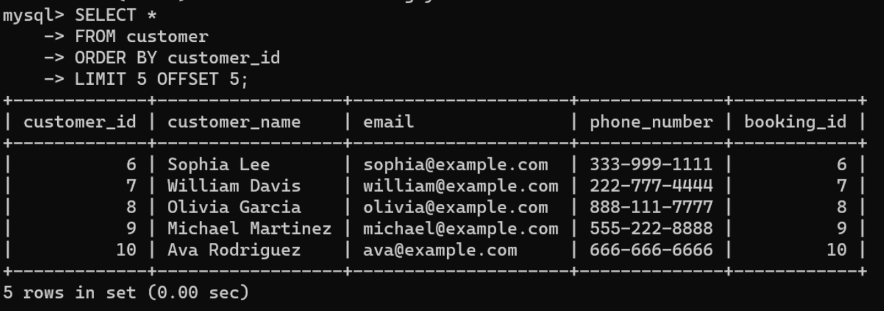 mysql> SELECT *
    -> FROM customer
    -> ORDER BY customer_id
    -> LIMIT 5 OFFSET 5;
+-------------+------------------+---------------------+--------------+------------+
| customer_id | customer_name    | email               | phone_number | booking_id |
+-------------+------------------+---------------------+--------------+------------+
|           6 | Sophia Lee       | sophia@example.com  | 333-999-1111 |          6 |
|           7 | William Davis    | william@example.com | 222-777-4444 |          7 |
|           8 | Olivia Garcia    | olivia@example.com  | 888-111-7777 |          8 |
|           9 | Michael Martinez | michael@example.com | 555-222-8888 |          9 |
|          10 | Ava Rodriguez    | ava@example.com     | 666-666-6666 |         10 |
+-------------+------------------+---------------------+--------------+------------+
5 rows in set (0.00 sec)